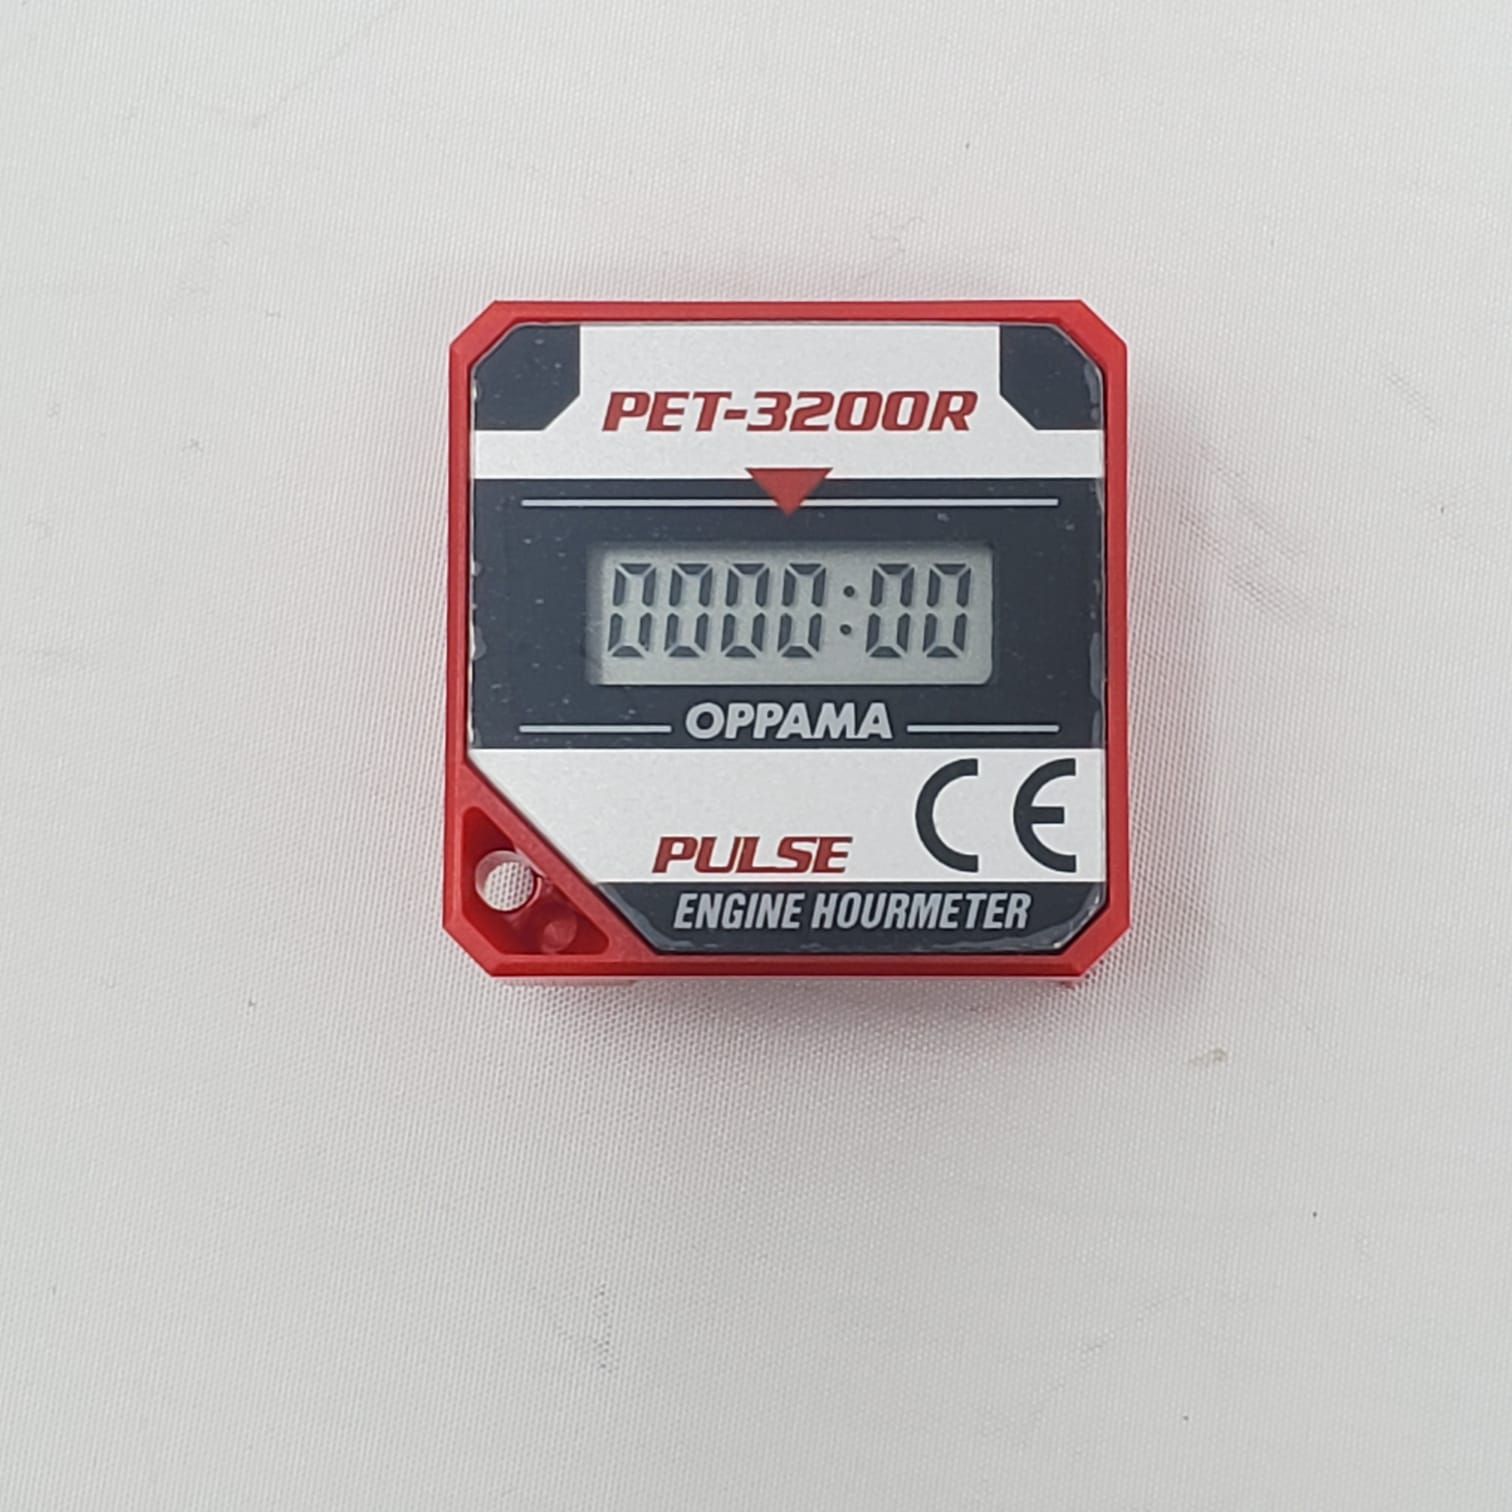 PET-3200R
0000:00
OPPAMA
CE
PULSE
ENGINE HOURMETER